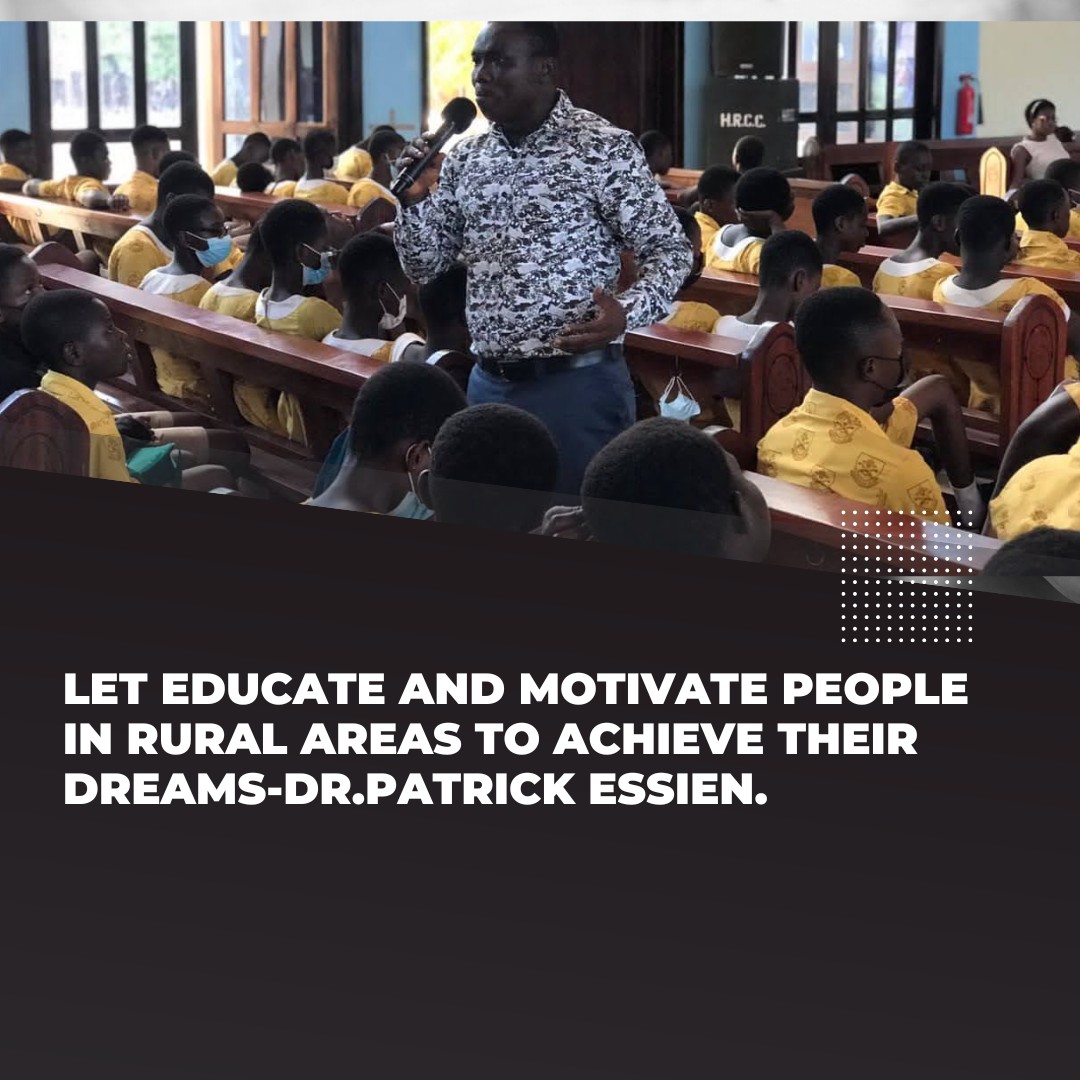 H.R.C.C.
LET EDUCATE AND MOTIVATE PEOPLE
IN RURAL AREAS TO ACHIEVE THEIR
DREAMS-DR.PATRICK ESSIEN.